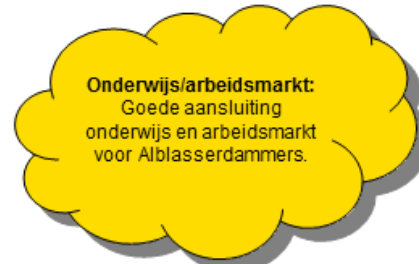 Onderwijs/arbeidsmarkt:
Goede aansluiting
onderwijs en arbeidsmarkt
voor Alblasserdammers.